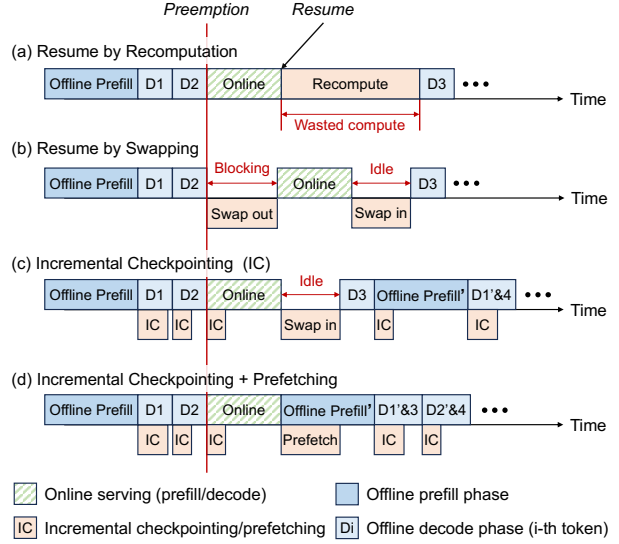 Preemption
Resume
(a) Resume by Recomputation
Offline Prefill D1 D2 Online Recompute D3 •••
Time
Wasted compute
(b) Resume by Swapping
Blocking Idle
Offline Prefill D1 D2 Online D3 •••
Time
Swap out Swap in
(c) Incremental Checkpointing (IC)
Idle
Offline Prefill D1 D2 Online D3 Offline Prefill' D1'&4 •••
Time
IC IC IC Swap in IC IC
(d) Incremental Checkpointing + Prefetching
Offline Prefill D1 D2 Online Offline Prefill' D1'&3 D2'&4 •••
Time
IC IC IC Prefetch IC IC
Online serving (prefill/decode) Offline prefill phase
IC Incremental checkpointing/prefetching Di Offline decode phase (i-th token)